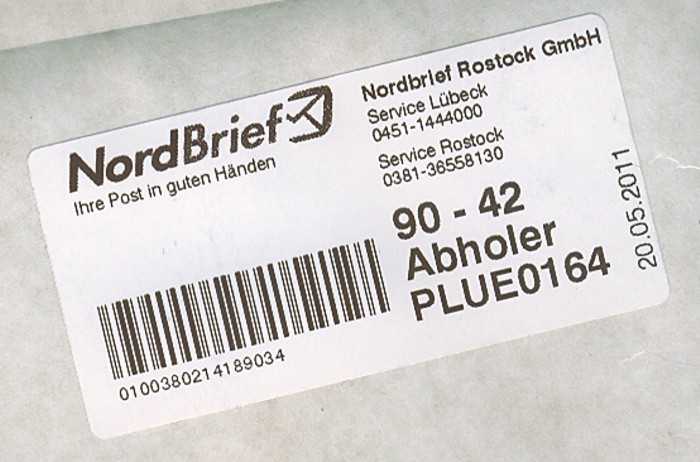 NordBrief
Ihre Post in guten Händen
Nordbrief Rostock GmbH
Service Lübeck
0451-1444000
Service Rostock
0381-36558130
90 - 42
Abholer
PLUE0164
20.05.2011
0100380214189034